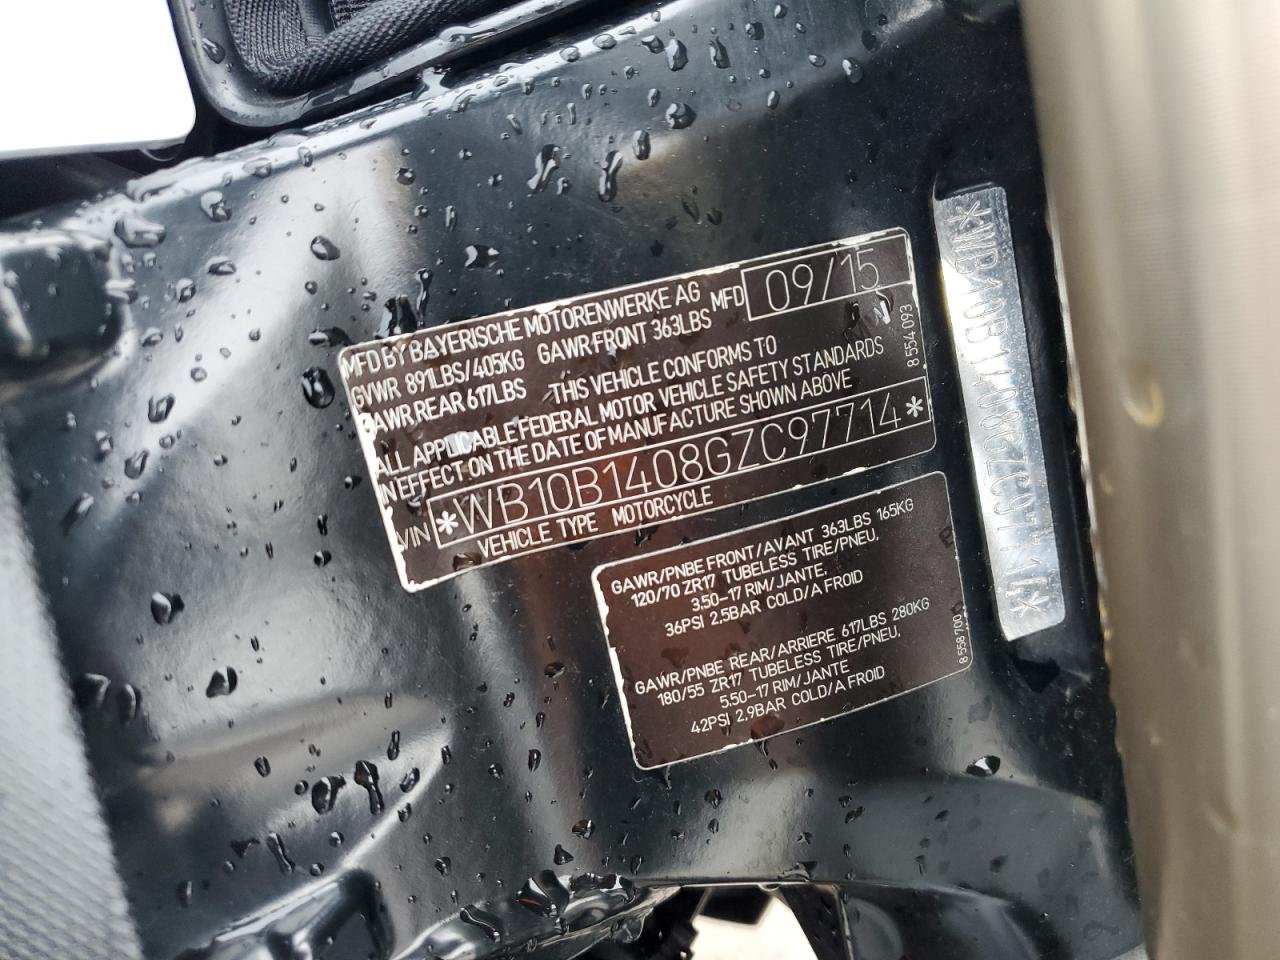 MFD BY BAYERISCHE MOTORENWERKE AG MFD 09/15
GVWR 891LBS/405KG GAWR FRONT 363LBS
GAWR REAR 617LBS THIS VEHICLE CONFORMS TO
ALL APPLICABLE FEDERAL MOTOR VEHICLE SAFETY STANDARDS
IN EFFECT ON THE DATE OF MANUFACTURE SHOWN ABOVE
VIN *WB10B1408GZC97714*
VEHICLE TYPE MOTORCYCLE
8 554 093
GAWR/PNBE FRONT/AVANT 363LBS 165KG
120/70 ZR17 TUBELESS TIRE/PNEU,
3.50-17 RIM/JANTE,
36PSI 2.5BAR COLD/A FROID
GAWR/PNBE REAR/ARRIERE 617LBS 280KG
180/55 ZR17 TUBELESS TIRE/PNEU,
5.50-17 RIM/JANTE
42PSI 2.9BAR COLD/A FROID
8 558 700